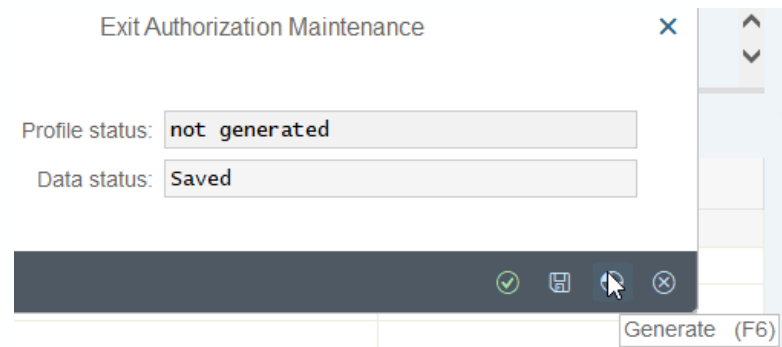 Exit Authorization Maintenance
Profile status: not generated
Data status: Saved
Generate (F6)